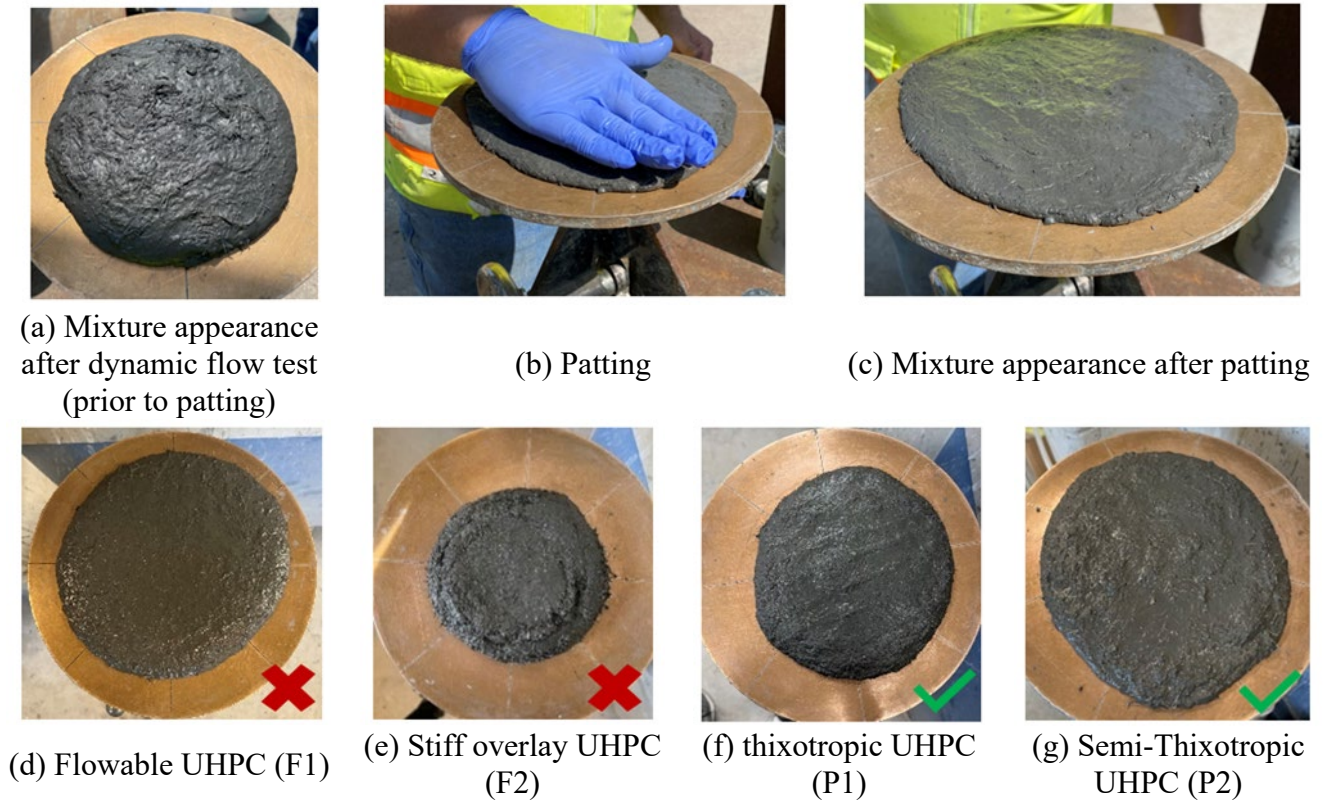 (a) Mixture appearance
after dynamic flow test
(prior to patting)
(b) Patting
(c) Mixture appearance after patting
(d) Flowable UHPC (F1)
(e) Stiff overlay UHPC
(F2)
(f) thixotropic UHPC
(P1)
(g) Semi-Thixotropic
UHPC (P2)